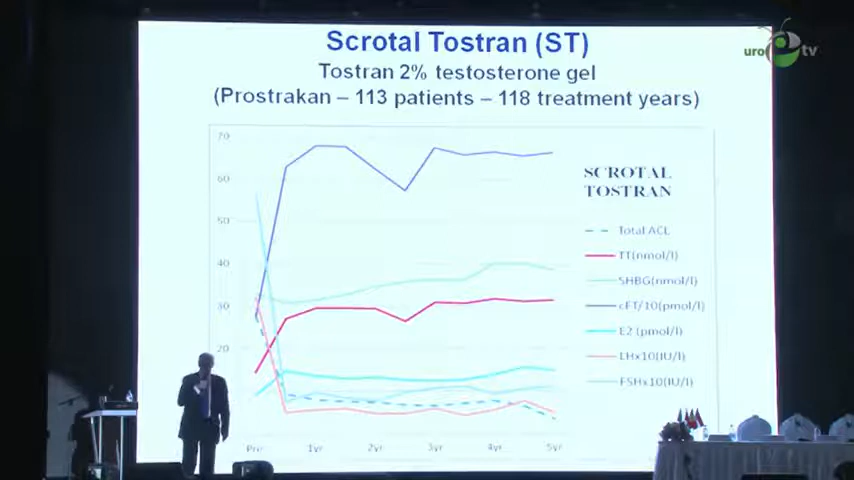 Scrotal Tostran (ST)
uro tv
Tostran 2% testosterone gel
(Prostrakan – 113 patients – 118 treatment years)
70
60
50
40
30
20
SCROTAL
TOSTRAN
Total ACL
TT(nmol/l)
SHBG(nmol/l)
cFT/10(pmol/l)
E2 (pmol/l)
LHx10(IU/l)
FSHx10(IU/l)
Pre 1yr 2yr 3yr 4yr 5yr